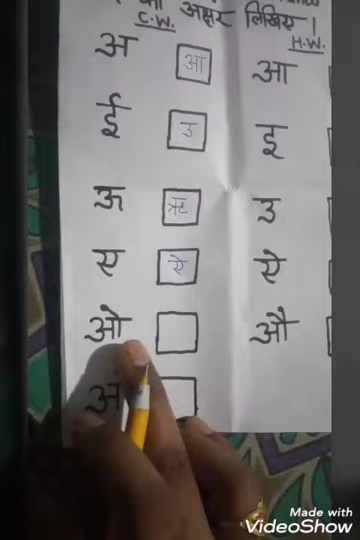 का अक्षर लिखिए।
C.W. H.W.
अ आ आ
ई उ इ
ऊ ऋ उ
ए ऐ ऐ
ओ औ
अ
Made with
VideoShow